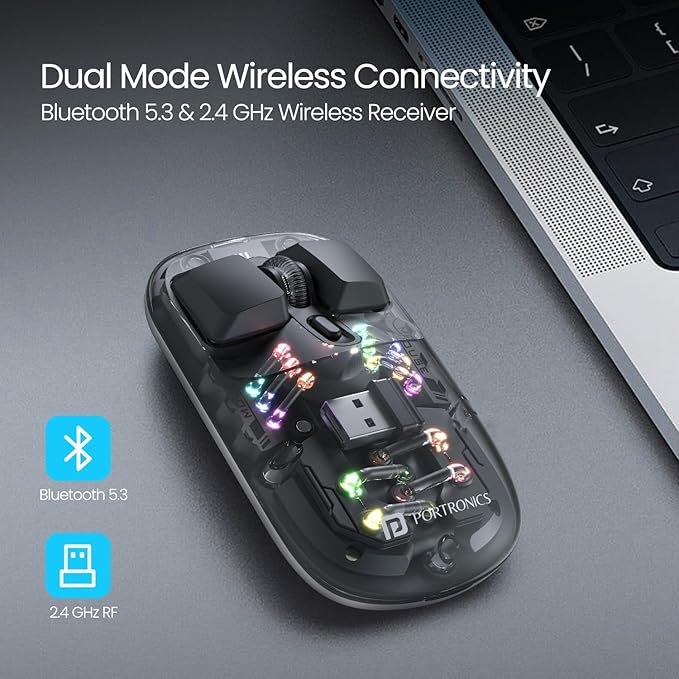 Dual Mode Wireless Connectivity
Bluetooth 5.3 & 2.4 GHz Wireless Receiver
Bluetooth 5.3
2.4 GHz RF
PORTRONICS